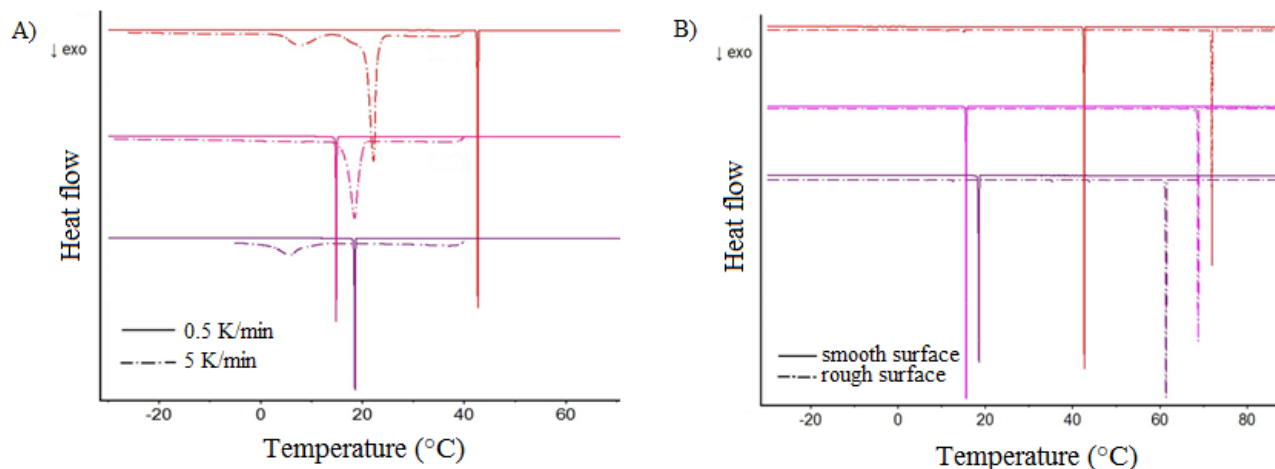 A)
↓ exo
Heat flow
0.5 K/min
5 K/min
-20 0 20 40 60
Temperature (°C)
B)
↓ exo
Heat flow
smooth surface
rough surface
-20 0 20 40 60 80
Temperature (°C)